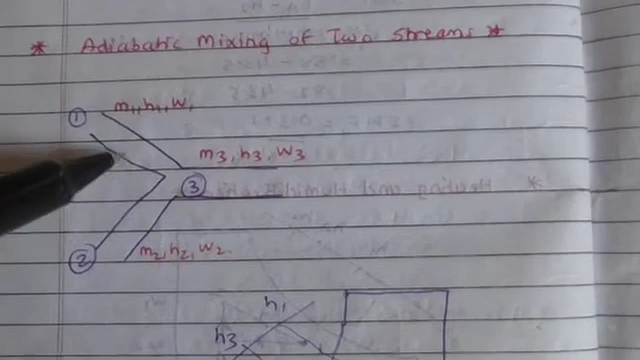 * Adiabatic Mixing of Two Streams *
① m1, h1, W1
m3, h3, W3
③
② m2, h2, W2.
h1
h3